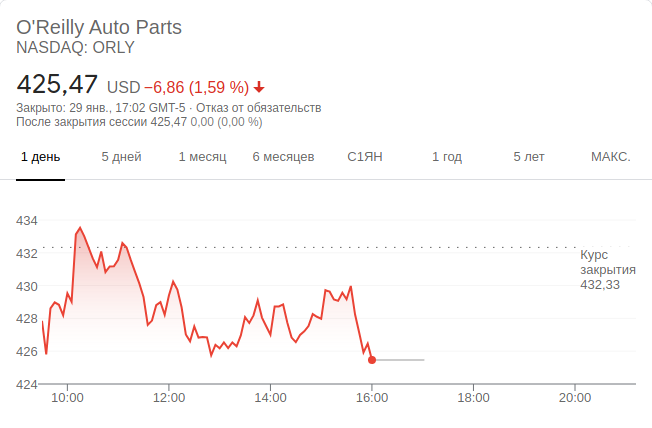 O'Reilly Auto Parts
NASDAQ: ORLY
425,47 USD −6,86 (1,59 %)
Закрыто: 29 янв., 17:02 GMT-5 · Отказ от обязательств
После закрытия сессии 425,47 0,00 (0,00 %)
1 день 5 дней 1 месяц 6 месяцев С1ЯН 1 год 5 лет МАКС.
434
432
430
428
426
424
Курс
закрытия
432,33
10:00 12:00 14:00 16:00 18:00 20:00